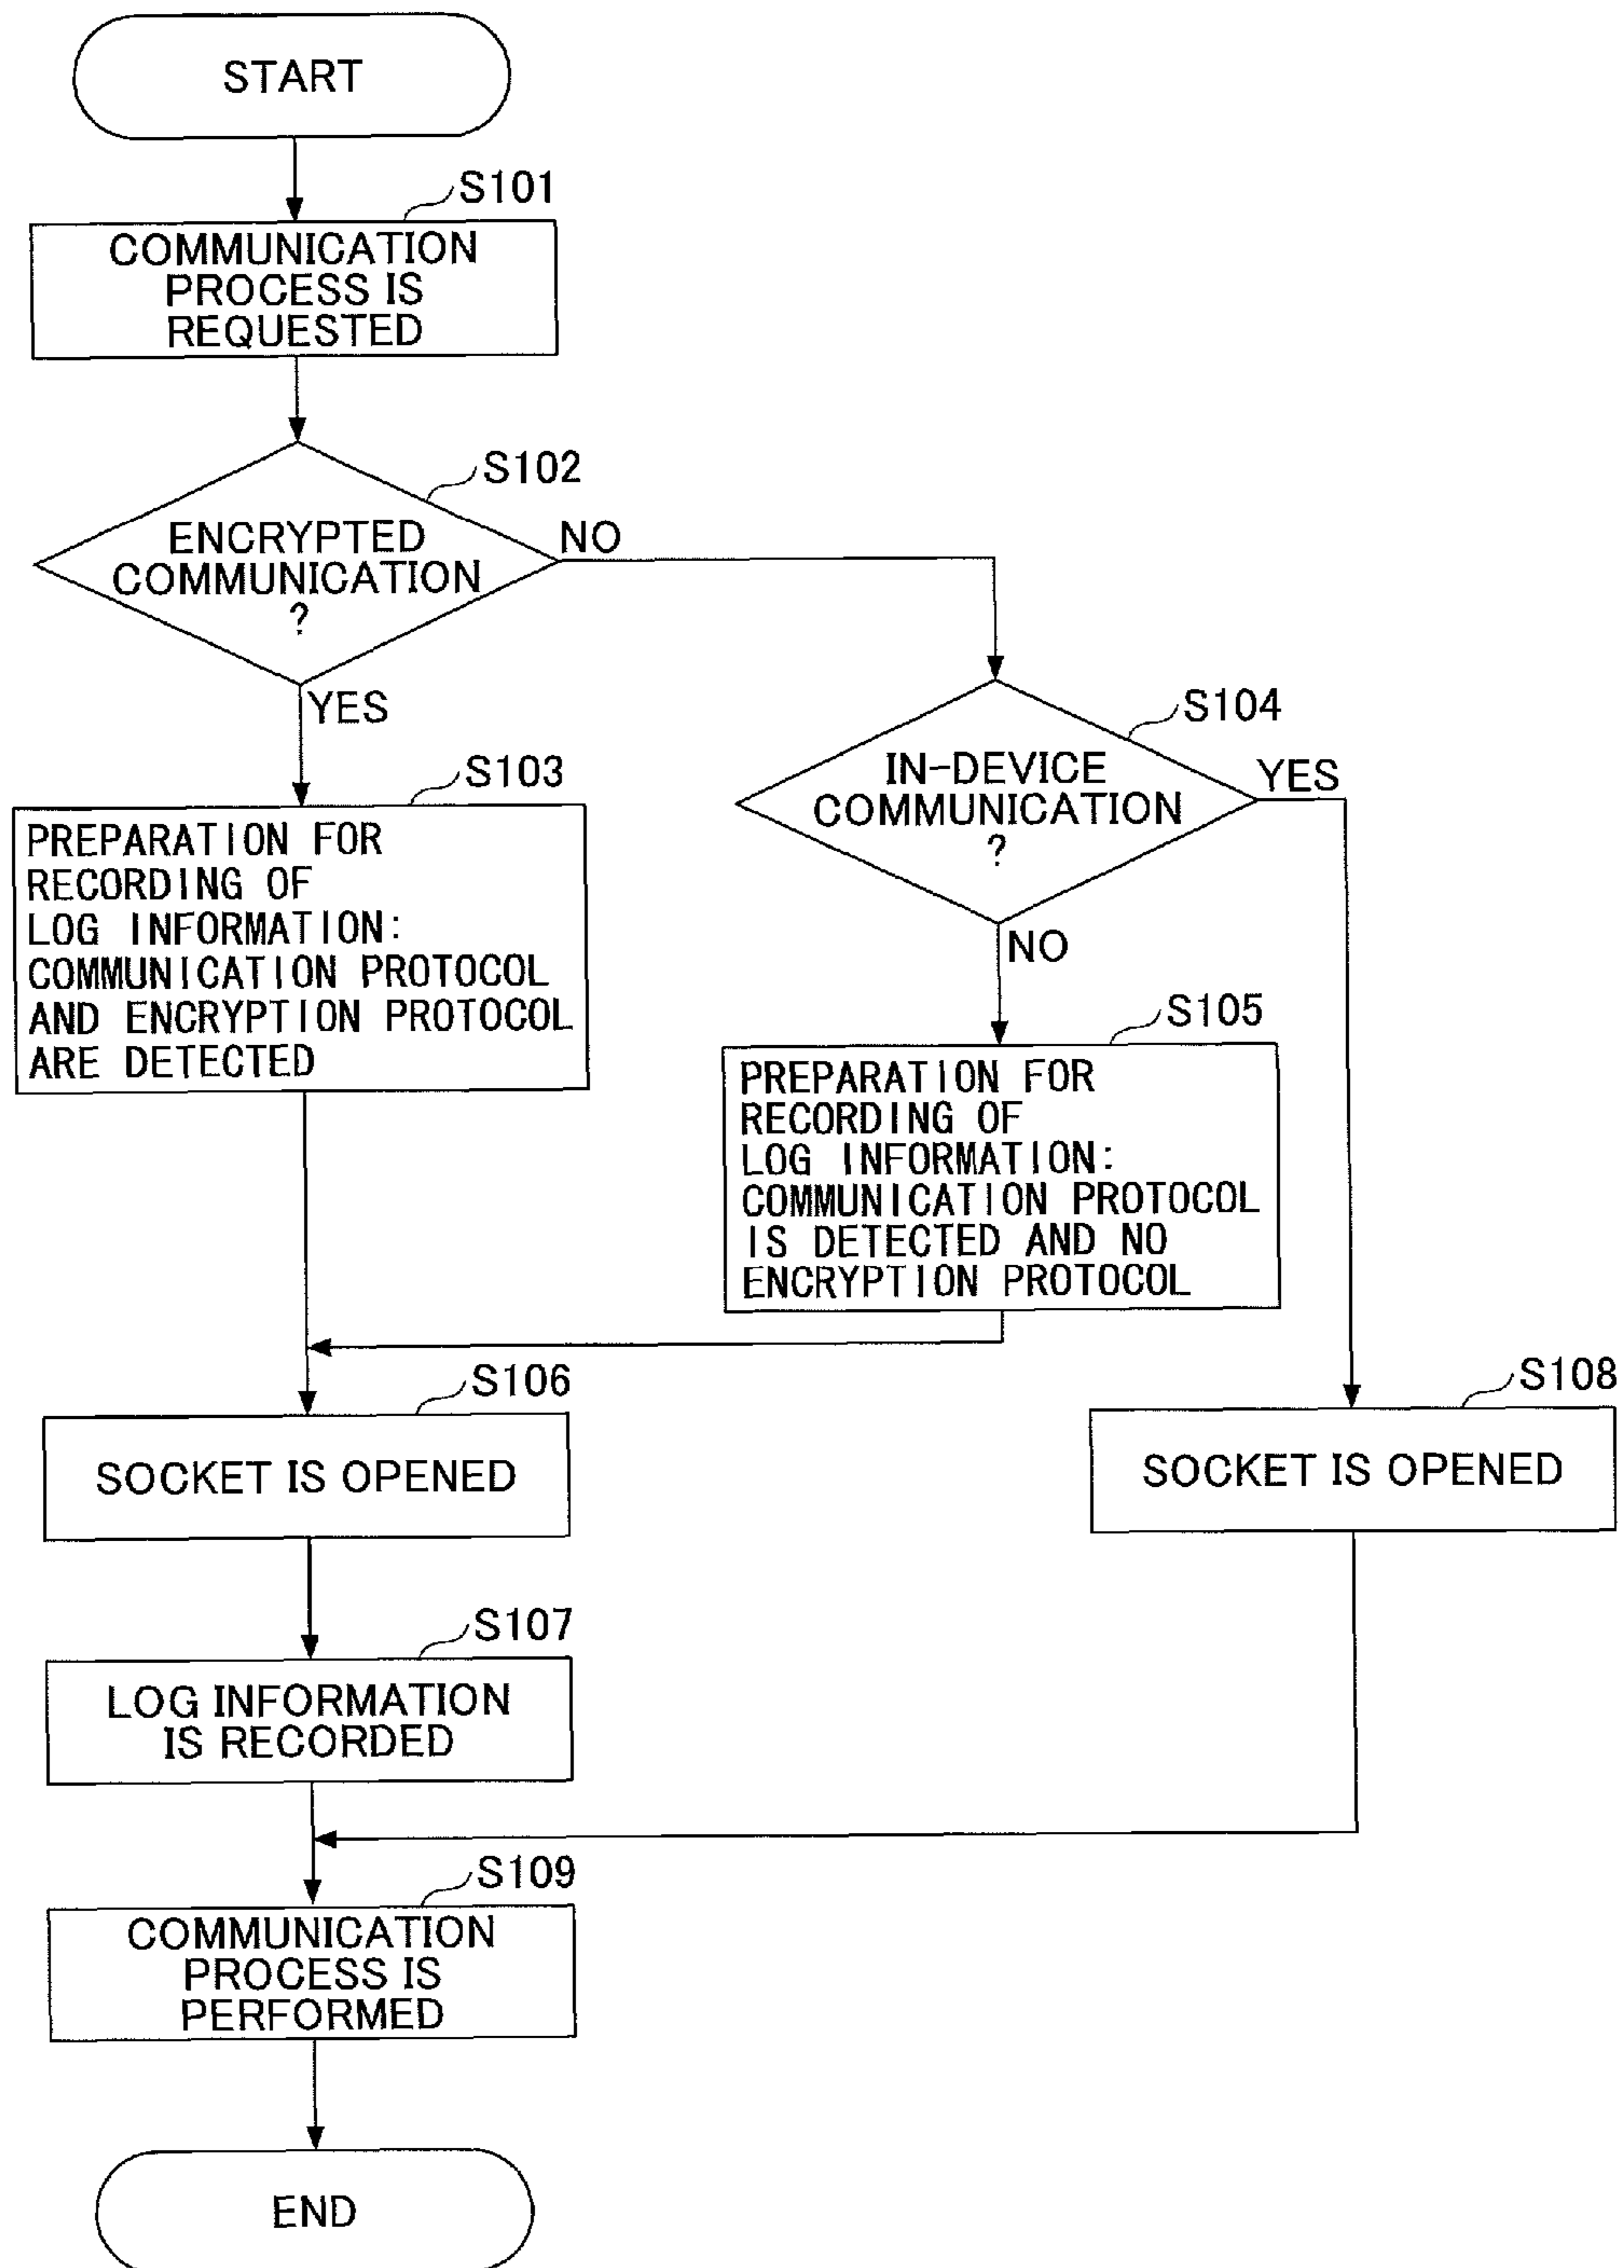 START
S101
COMMUNICATION
PROCESS IS
REQUESTED
S102
ENCRYPTED
COMMUNICATION
?
NO
YES
S104
IN-DEVICE
COMMUNICATION
?
YES
NO
S103
PREPARATION FOR
RECORDING OF
LOG INFORMATION:
COMMUNICATION PROTOCOL
AND ENCRYPTION PROTOCOL
ARE DETECTED
S105
PREPARATION FOR
RECORDING OF
LOG INFORMATION:
COMMUNICATION PROTOCOL
IS DETECTED AND NO
ENCRYPTION PROTOCOL
S106
SOCKET IS OPENED
S108
SOCKET IS OPENED
S107
LOG INFORMATION
IS RECORDED
S109
COMMUNICATION
PROCESS IS
PERFORMED
END